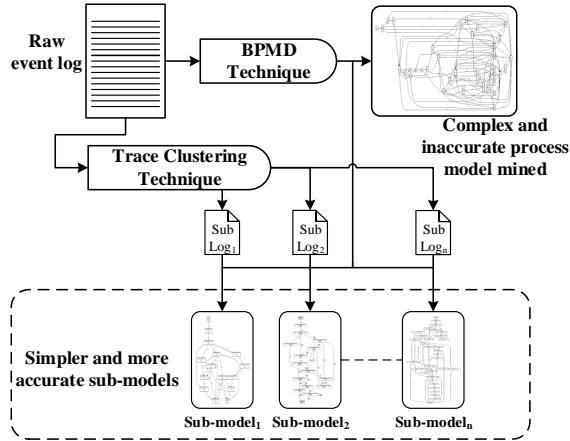 Raw
event log
BPMD
Technique
Complex and
inaccurate process
model mined
Trace Clustering
Technique
Sub
Log1
Sub
Log2
Sub
Logn
Simpler and more
accurate sub-models
Sub-model1
Sub-model2
Sub-modeln